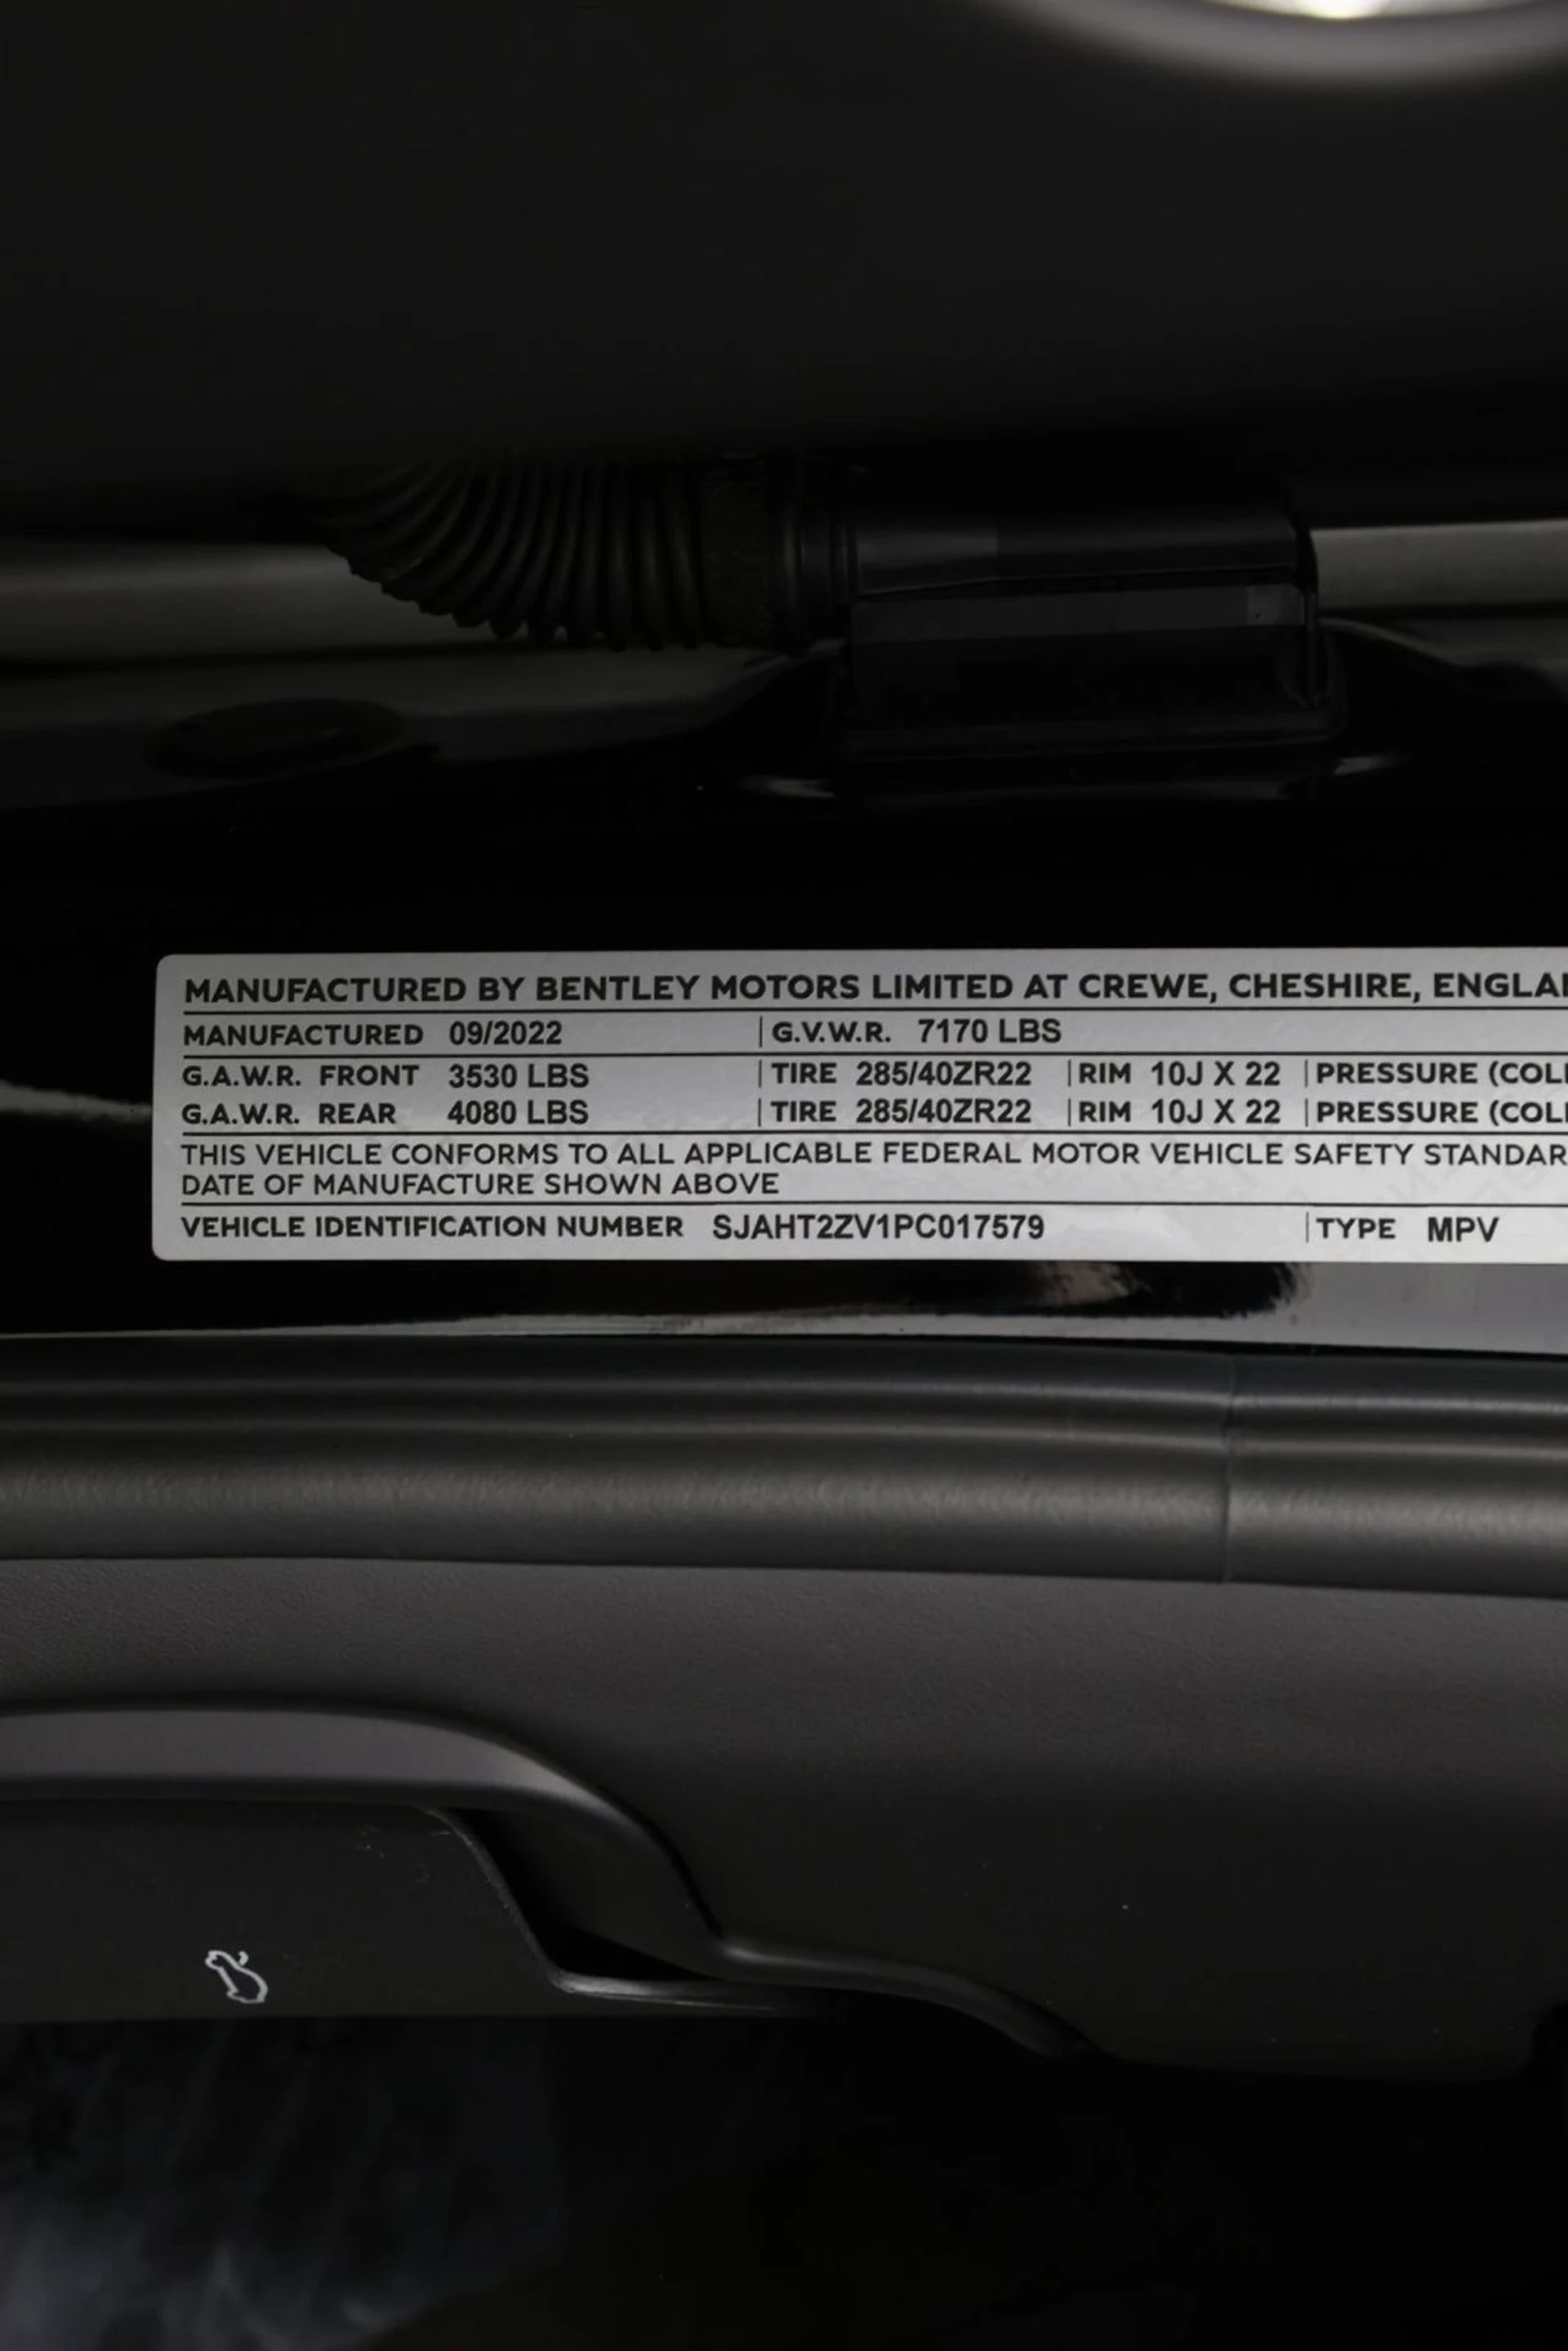 MANUFACTURED BY BENTLEY MOTORS LIMITED AT CREWE, CHESHIRE,
MANUFACTURED 09/2022 G.V.W.R. 7170 LBS
G.A.W.R. FRONT 3530 LBS TIRE 285/40ZR22 RIM 10J X 22 PRESSURE
G.A.W.R. REAR 4080 LBS TIRE 285/40ZR22 RIM 10J X 22 PRESSURE
THIS VEHICLE CONFORMS TO ALL APPLICABLE FEDERAL MOTOR VEHICLE SAFETY
DATE OF MANUFACTURE SHOWN ABOVE
VEHICLE IDENTIFICATION NUMBER SJAHT2ZV1PC017579 TYPE MPV